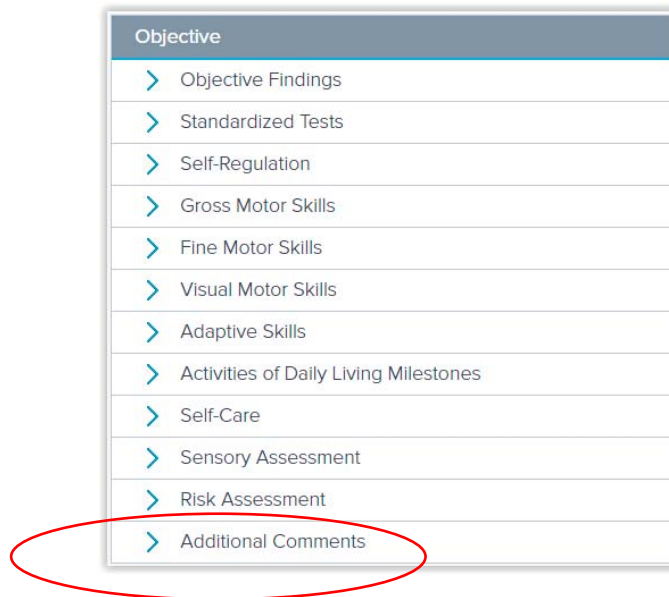 Objective
Objective Findings
Standardized Tests
Self-Regulation
Gross Motor Skills
Fine Motor Skills
Visual Motor Skills
Adaptive Skills
Activities of Daily Living Milestones
Self-Care
Sensory Assessment
Risk Assessment
Additional Comments